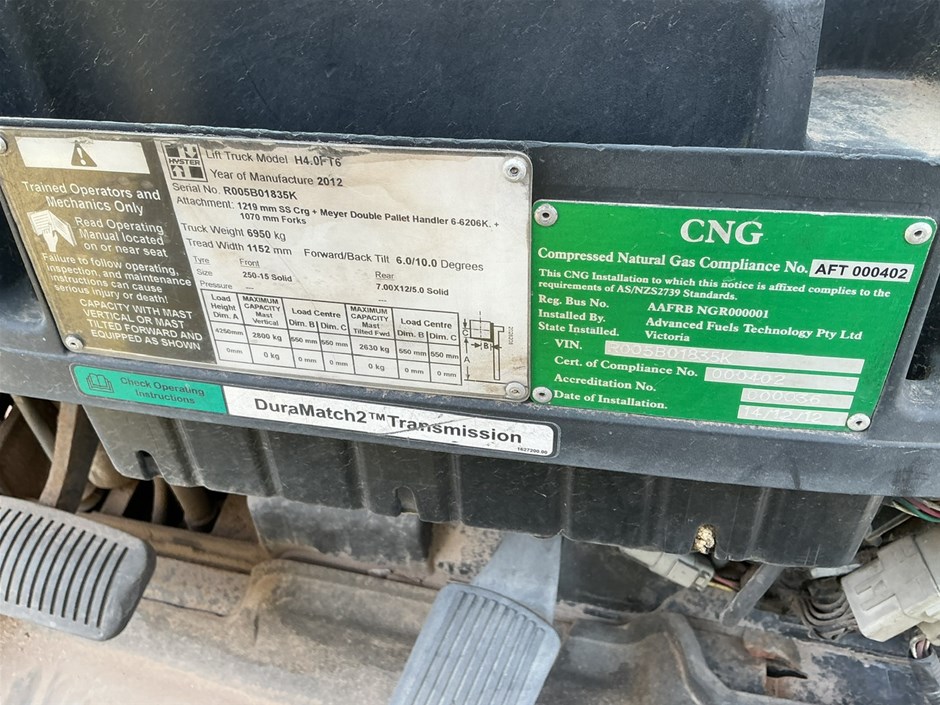 Trained Operators and
Mechanics Only
Read Operating
Manual located
on or near seat
Failure to follow operating,
inspection, and maintenance
instructions can cause
serious injury or death!
CAPACITY WITH MAST
VERTICAL OR MAST
TILTED FORWARD AND
EQUIPPED AS SHOWN
HYSTER
Lift Truck Model H4.0FT6
Year of Manufacture 2012
Serial No. R005B01835K
Attachment: 1219 mm SS Crg + Meyer Double Pallet Handler 6-6206K. +
1070 mm Forks
Truck Weight 6950 kg
Tread Width 1152 mm Forward/Back Tilt 6.0/10.0 Degrees
Tyre Front Rear
Size 250-15 Solid 7.00X12/5.0 Solid
Pressure --- ---
Load Height Dim. A MAXIMUM CAPACITY Mast Vertical Load Centre Dim. B Dim. C MAXIMUM CAPACITY Mast Tilted Fwd Load Centre Dim. B Dim. C
4250mm 2800 kg 550 mm 550 mm 2630 kg 550 mm 550 mm
0mm 0 kg 0 mm 0 mm 0 kg 0 mm 0 mm
C
B
A
CNG
Compressed Natural Gas Compliance No. AFT 000402
This CNG Installation to which this notice is affixed complies to the
requirements of AS/NZS2739 Standards.
Reg. Bus No. AAFRB NGR000001
Installed By. Advanced Fuels Technology Pty Ltd
State Installed. Victoria
VIN. R005B01835K
Cert. of Compliance No. 000402
Accreditation No.
Date of Installation.
Check Operating
Instructions
DuraMatch2™ Transmission